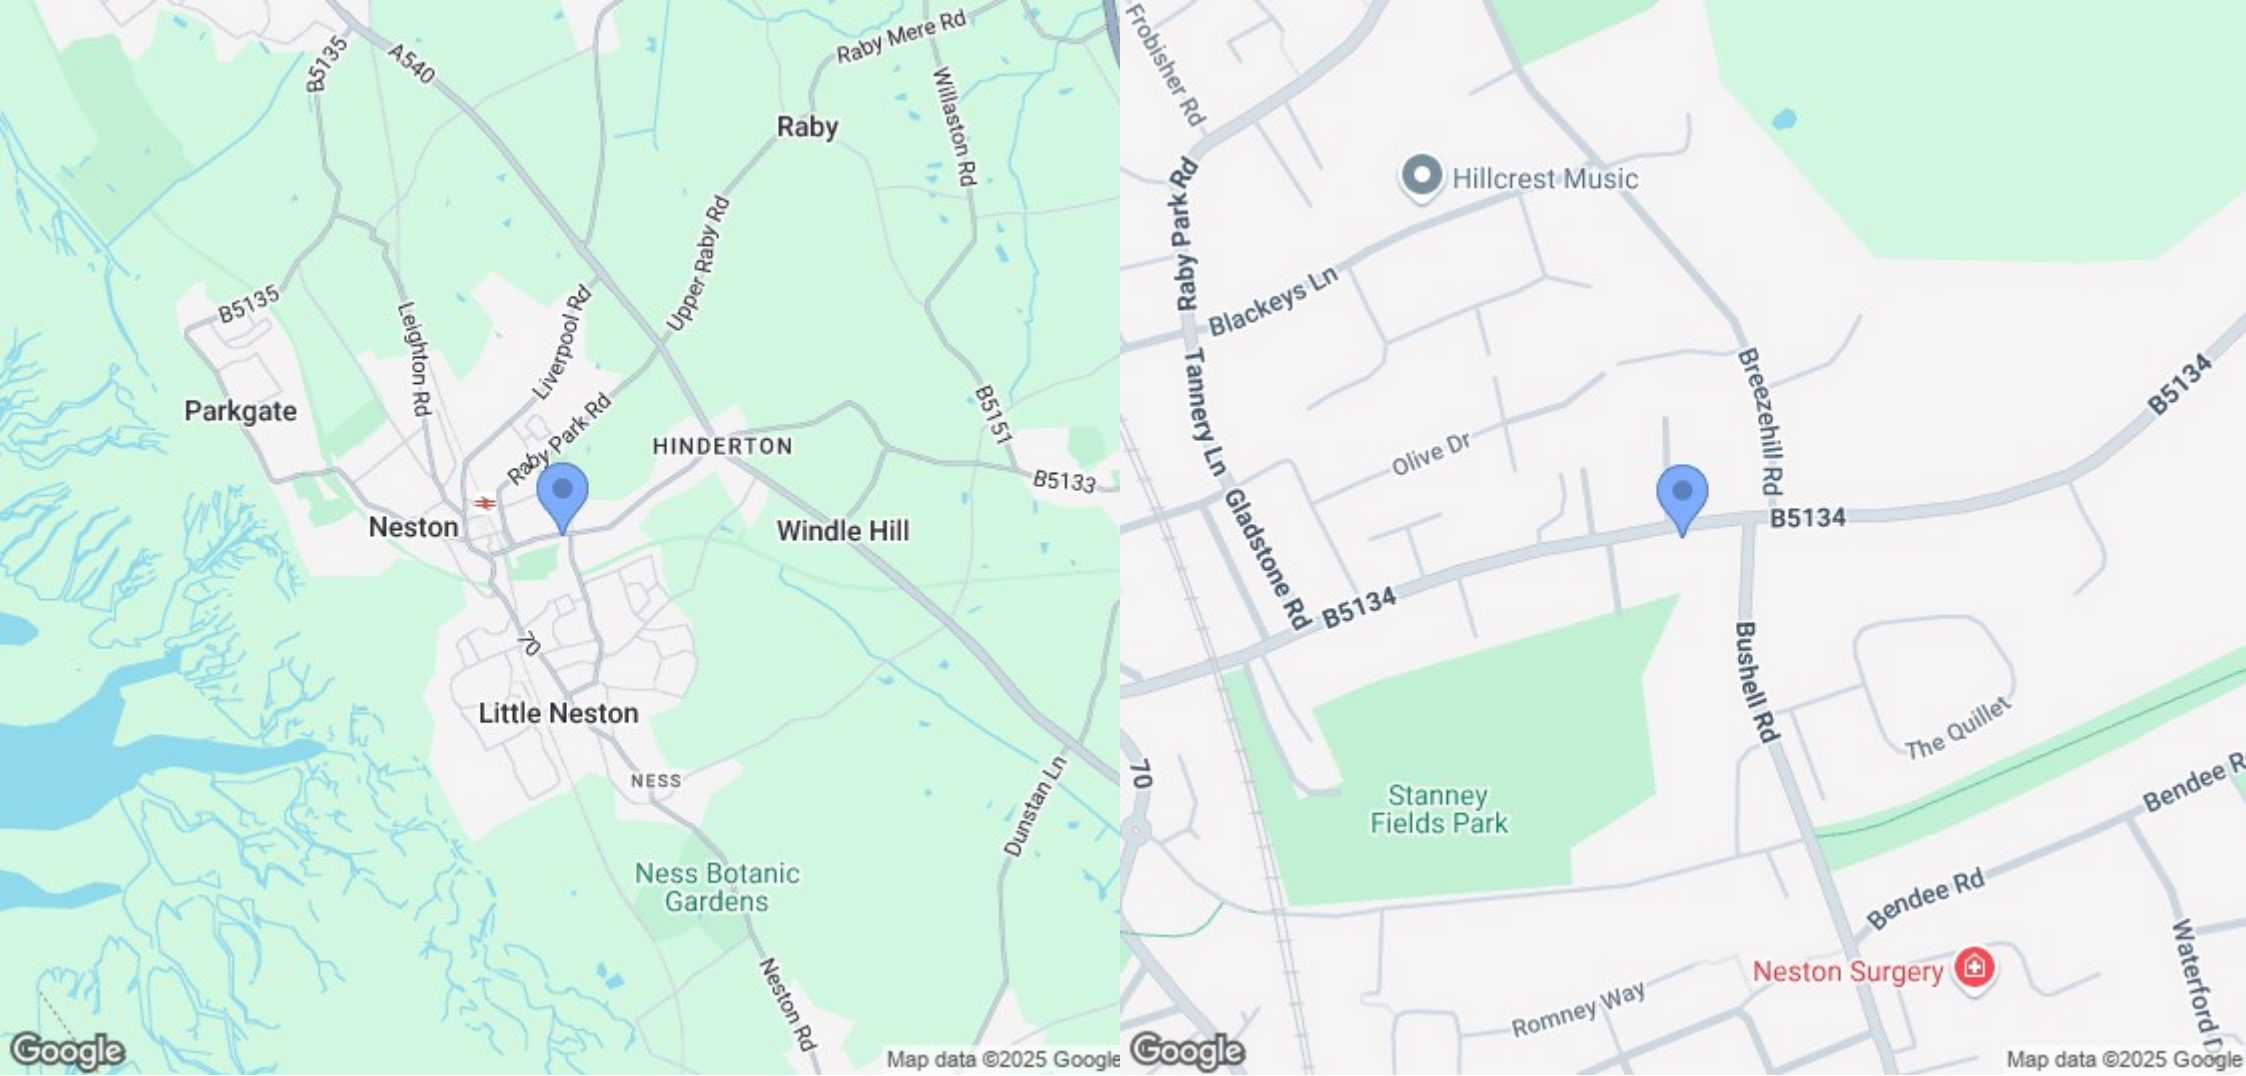 B5135
A540
Raby Mere Rd
Willaston Rd
Raby
Upper Raby Rd
B5135
Leighton Rd
Liverpool Rd
Parkgate
Raby Park Rd
HINDERTON
B5151
B5133
Neston
Windle Hill
70
Little Neston
NESS
Dunstan Ln
Ness Botanic
Gardens
Neston Rd
Google
Map data ©2025 Google
Frobisher Rd
Raby Park Rd
Hillcrest Music
Blackeys Ln
Tannery Ln
Breezehill Rd
B5134
Olive Dr
Gladstone Rd
B5134
B5134
Bushell Rd
The Quillet
70
Stanney
Fields Park
Bendee R
Bendee Rd
Waterford D
Neston Surgery
Romney Way
Google
Map data ©2025 Google